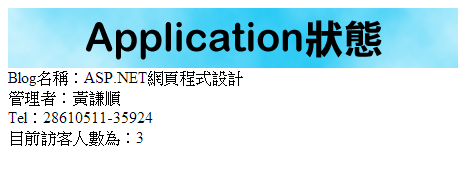 Application狀態
Blog名稱：ASP.NET網頁程式設計
管理者：黃謙順
Tel：28610511-35924
目前訪客人數為：3